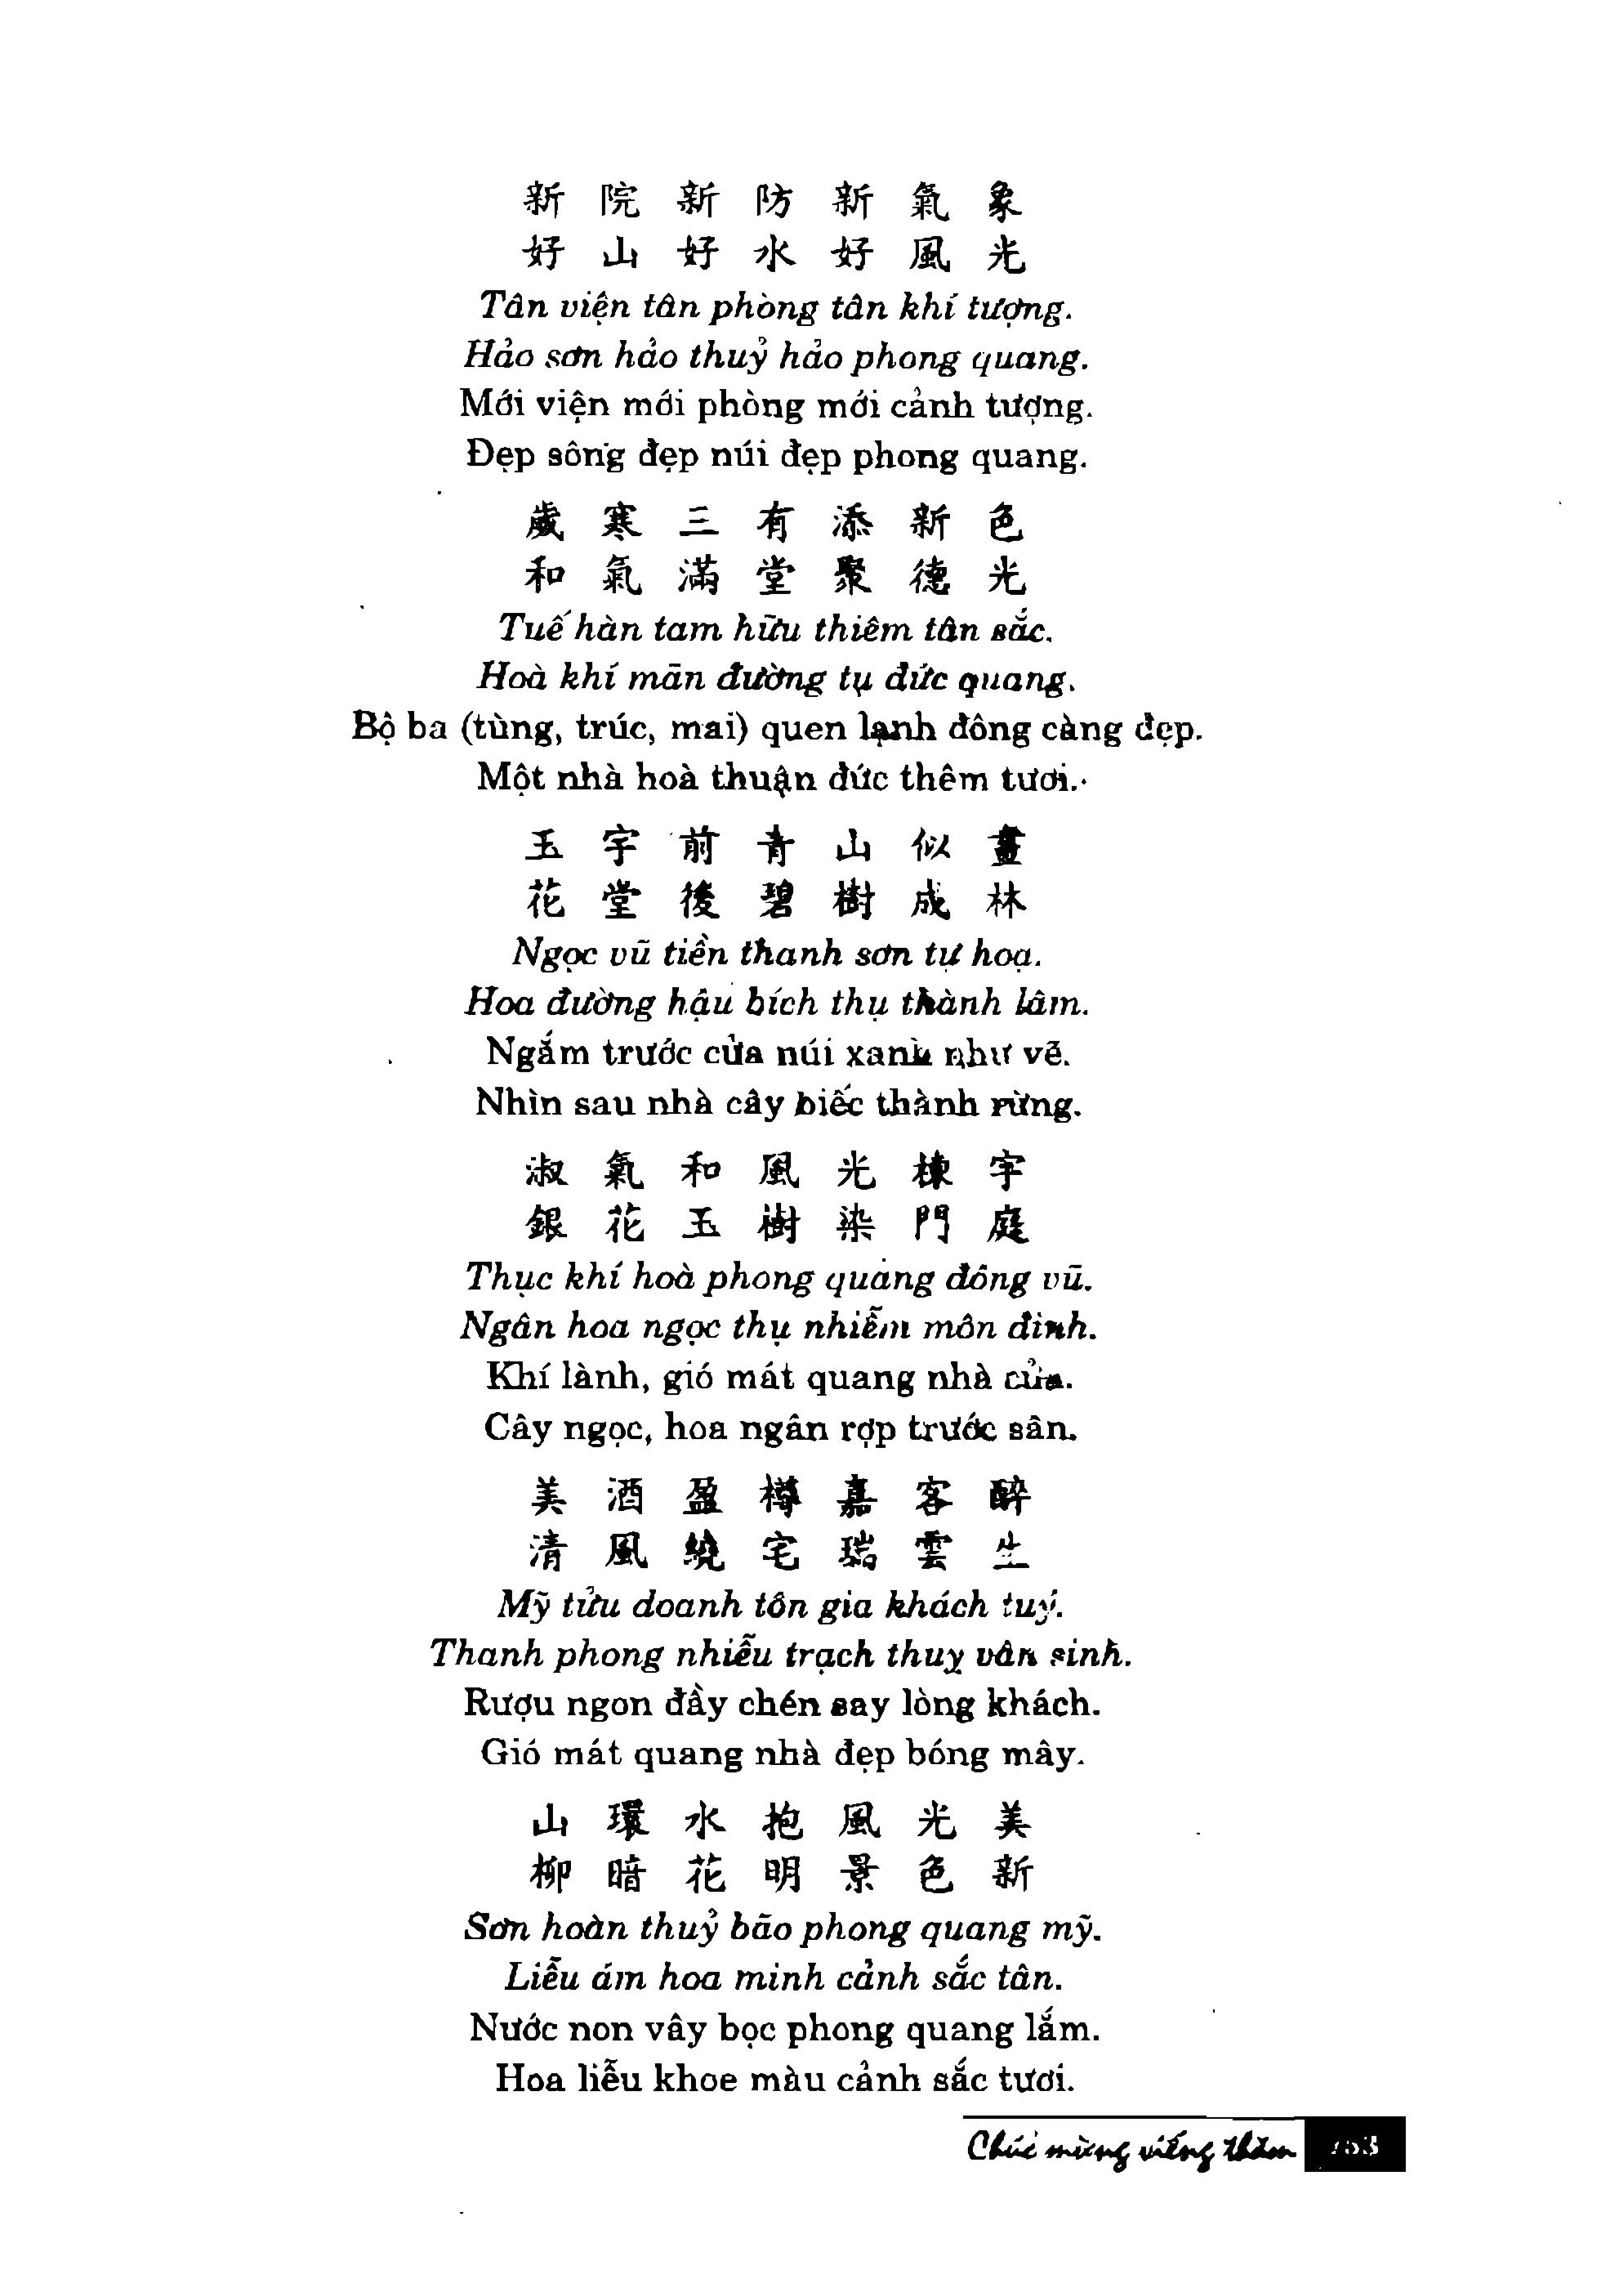 新 院 新 防 新 氣 象
好 山 好 水 好 風 光
Tân viện tân phòng tân khí tượng.
Hảo sơn hảo thuỷ hảo phong quang.
Mới viện mới phòng mới cảnh tượng.
Đẹp sông đẹp núi đẹp phong quang.
歲 寒 三 有 添 新 色
和 氣 滿 堂 聚 德 光
Tuế hàn tam hữu thiêm tân sắc.
Hoà khí mãn đường tụ đức quang.
Bộ ba (tùng, trúc, mai) quen lạnh đông càng đẹp.
Một nhà hoà thuận đức thêm tươi.
玉 宇 前 青 山 似 畫
花 堂 後 碧 樹 成 林
Ngọc vũ tiền thanh sơn tự hoạ.
Hoa đường hậu bích thụ thành lâm.
Ngắm trước cửa núi xanh như vẽ.
Nhìn sau nhà cây biếc thành rừng.
淑 氣 和 風 光 棟 宇
銀 花 玉 樹 染 門 庭
Thục khí hoà phong quang đông vũ.
Ngân hoa ngọc thụ nhiễm môn đình.
Khí lành, gió mát quang nhà cửa.
Cây ngọc, hoa ngân rợp trước sân.
美 酒 盈 樽 嘉 客 醉
清 風 繞 宅 瑞 雲 生
Mỹ tửu doanh tôn gia khách tuý.
Thanh phong nhiễu trạch thuỵ vân sinh.
Rượu ngon đầy chén say lòng khách.
Gió mát quang nhà đẹp bóng mây.
山 環 水 抱 風 光 美
柳 暗 花 明 景 色 新
Sơn hoàn thuỷ bão phong quang mỹ.
Liễu ám hoa minh cảnh sắc tân.
Nước non vây bọc phong quang lắm.
Hoa liễu khoe màu cảnh sắc tươi.
Chúc mừng viếng thăm